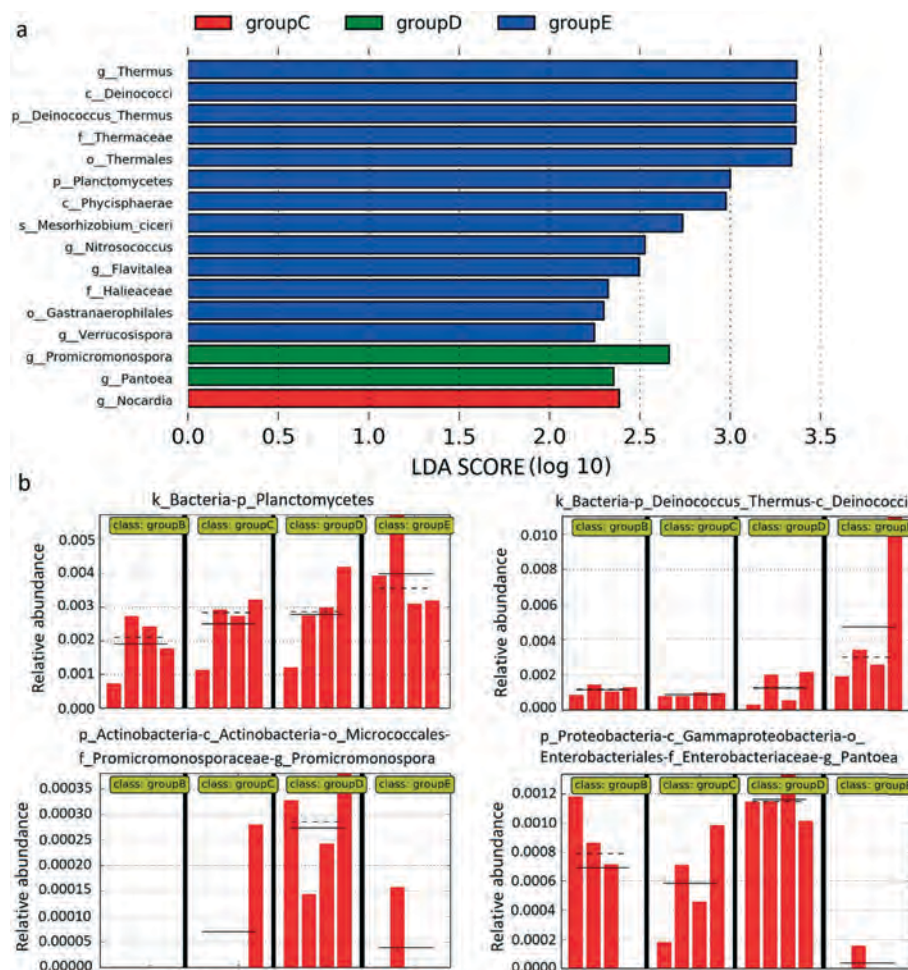 a
groupC groupD groupE
g__Thermus
c__Deinococci
p__Deinococcus_Thermus
f__Thermaceae
o__Thermales
p__Planctomycetes
c__Phycisphaerae
s__Mesorhizobium_ciceri
g__Nitrosococcus
g__Flavitalea
f__Halieaceae
o__Gastranaerophilales
g__Verrucosispora
g__Promicromonospora
g__Pantoea
g__Nocardia
0.0 0.5 1.0 1.5 2.0 2.5 3.0 3.5
LDA SCORE (log 10)
b
k_Bacteria-p_Planctomycetes
class: groupB class: groupC class: groupD class: groupE
Relative abundance
0.005
0.004
0.003
0.002
0.001
0.000
k_Bacteria-p_Deinococcus_Thermus-c_Deinococci
class: groupB class: groupC class: groupD class: group
Relative abundance
0.010
0.008
0.006
0.004
0.002
0.000
p_Actinobacteria-c_Actinobacteria-o_Micrococcales-
f_Promicromonosporaceae-g_Promicromonospora
class: groupB class: groupC class: groupD class: groupE
Relative abundance
0.00035
0.00030
0.00025
0.00020
0.00015
0.00010
0.00005
0.00000
p_Proteobacteria-c_Gammaproteobacteria-o_
Enterobacteriales-f_Enterobacteriaceae-g_Pantoea
class: groupB class: groupC class: groupD class: group
Relative abundance
0.0012
0.0010
0.0008
0.0006
0.0004
0.0002
0.0000